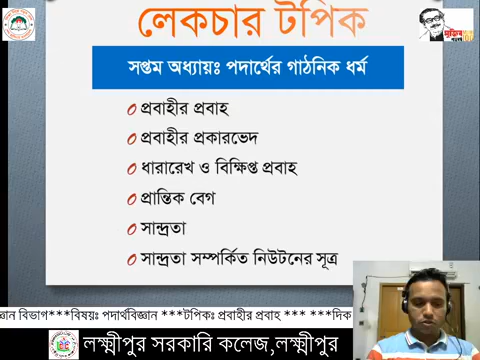 লেকচার টপিক
সপ্তম অধ্যায়ঃ পদার্থের গাঠনিক ধর্ম
প্রবাহীর প্রবাহ
প্রবাহীর প্রকারভেদ
ধারারেখ ও বিক্ষিপ্ত প্রবাহ
প্রান্তিক বেগ
সান্দ্রতা
সান্দ্রতা সম্পর্কিত নিউটনের সূত্র
জ্ঞান বিভাগ***বিষয়ঃ পদার্থবিজ্ঞান ***টপিকঃ প্রবাহীর প্রবাহ *** ***দিক
লক্ষ্মীপুর সরকারি কলেজ,লক্ষ্মীপুর